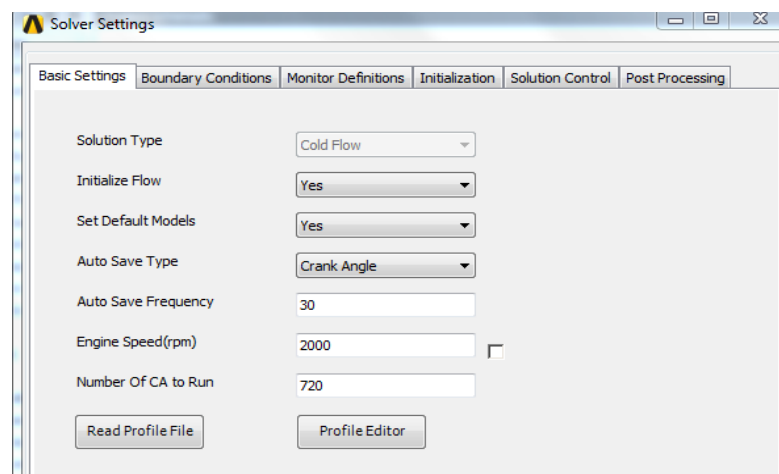 Solver Settings
Basic Settings Boundary Conditions Monitor Definitions Initialization Solution Control Post Processing
Solution Type Cold Flow
Initialize Flow Yes
Set Default Models Yes
Auto Save Type Crank Angle
Auto Save Frequency 30
Engine Speed(rpm) 2000
Number Of CA to Run 720
Read Profile File Profile Editor